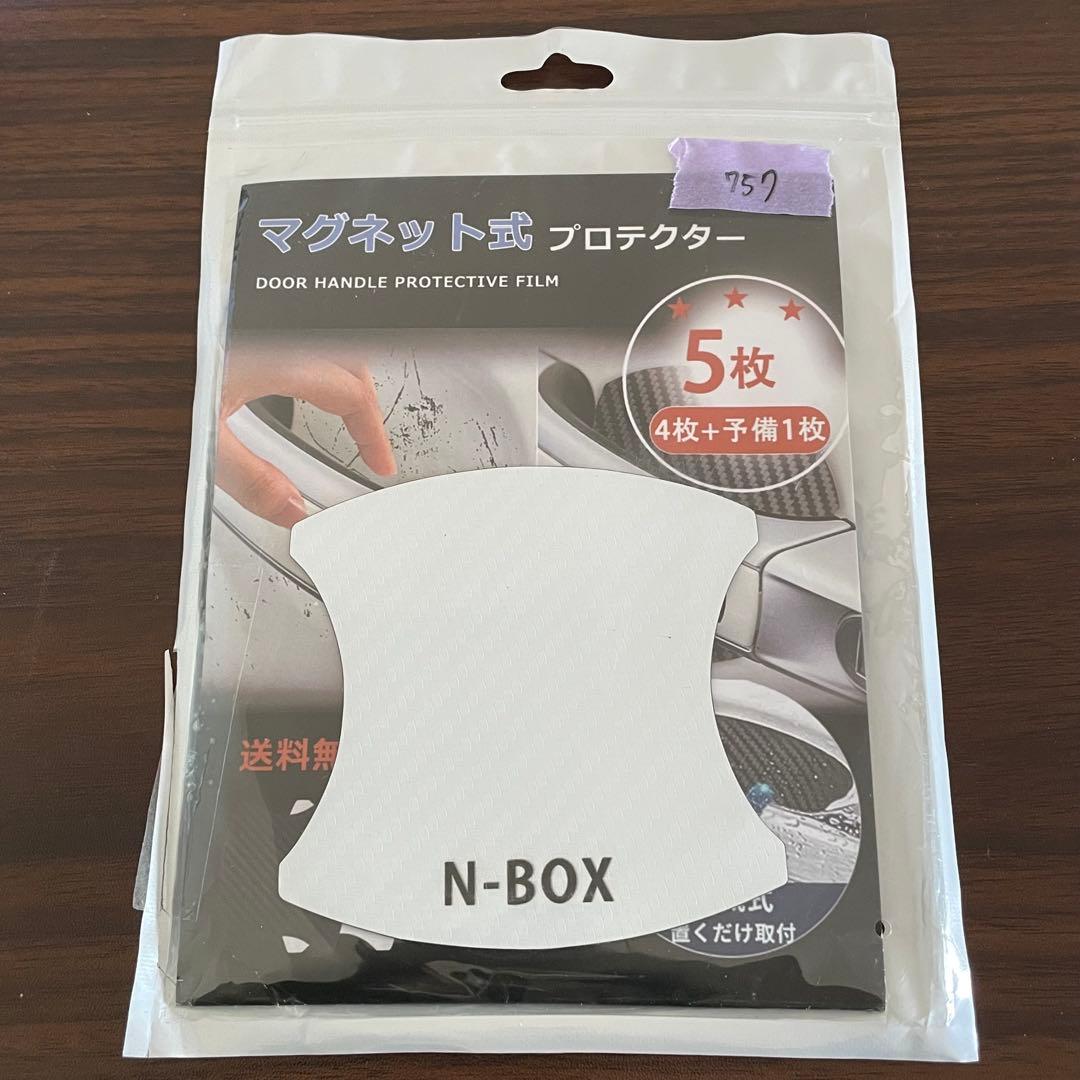 757
マグネット式 プロテクター
DOOR HANDLE PROTECTIVE FILM
5枚
4枚+予備1枚
送料無
N-BOX
式
置くだけ取付